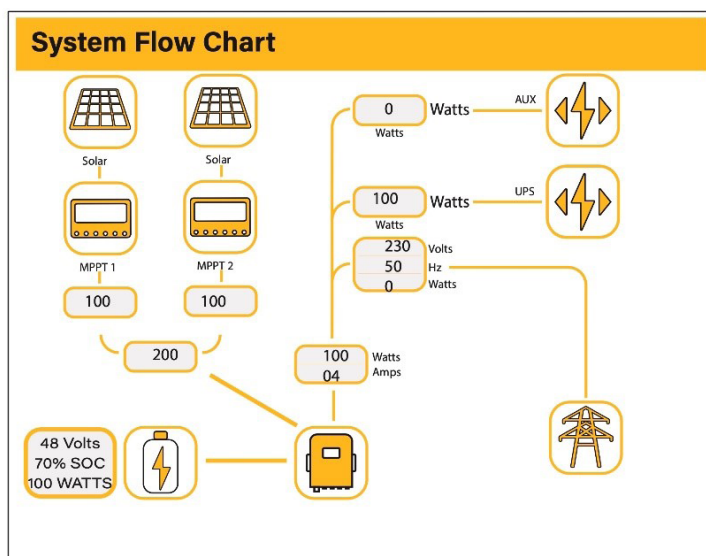 System Flow Chart
Solar
Solar
MPPT 1
MPPT 2
100
100
200
0 Watts
Watts
AUX
100 Watts
Watts
UPS
230 Volts
50 Hz
0 Watts
100 Watts
04 Amps
48 Volts
70% SOC
100 WATTS